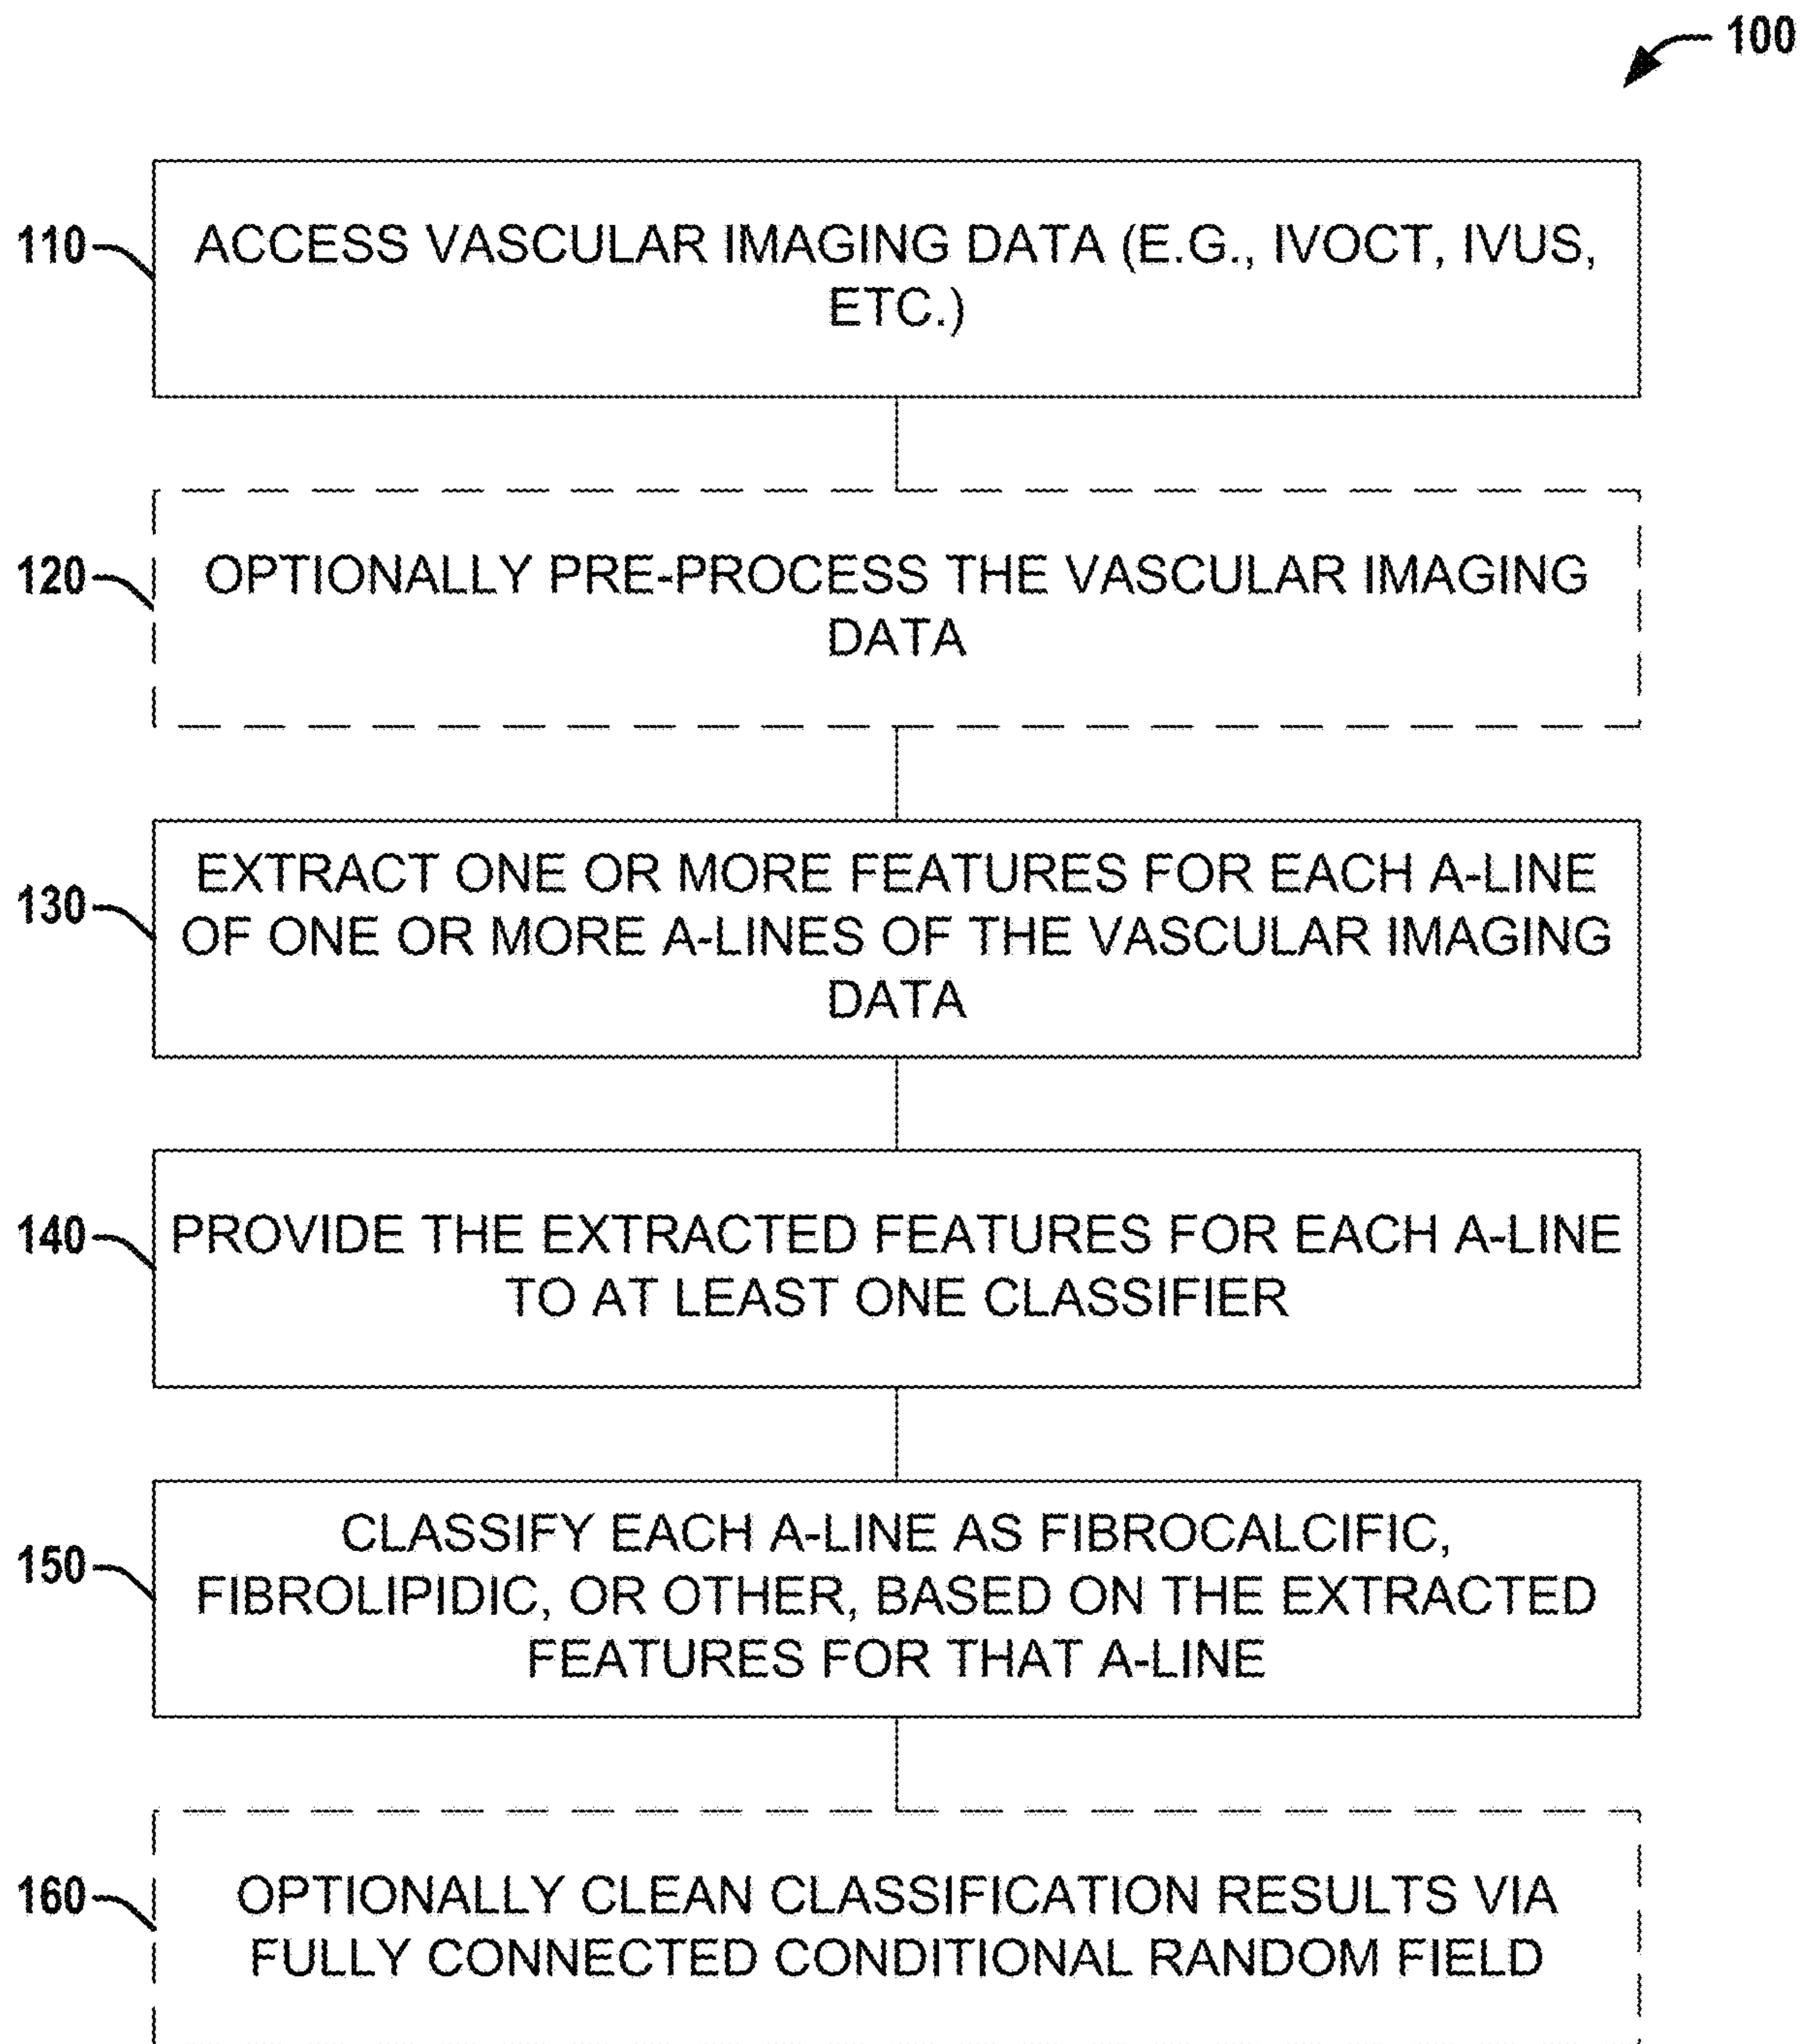 100
110
ACCESS VASCULAR IMAGING DATA (E.G., IVOCT, IVUS,
ETC.)
120
OPTIONALLY PRE-PROCESS THE VASCULAR IMAGING
DATA
130
EXTRACT ONE OR MORE FEATURES FOR EACH A-LINE
OF ONE OR MORE A-LINES OF THE VASCULAR IMAGING
DATA
140
PROVIDE THE EXTRACTED FEATURES FOR EACH A-LINE
TO AT LEAST ONE CLASSIFIER
150
CLASSIFY EACH A-LINE AS FIBROCALCIFIC,
FIBROLIPIDIC, OR OTHER, BASED ON THE EXTRACTED
FEATURES FOR THAT A-LINE
160
OPTIONALLY CLEAN CLASSIFICATION RESULTS VIA
FULLY CONNECTED CONDITIONAL RANDOM FIELD